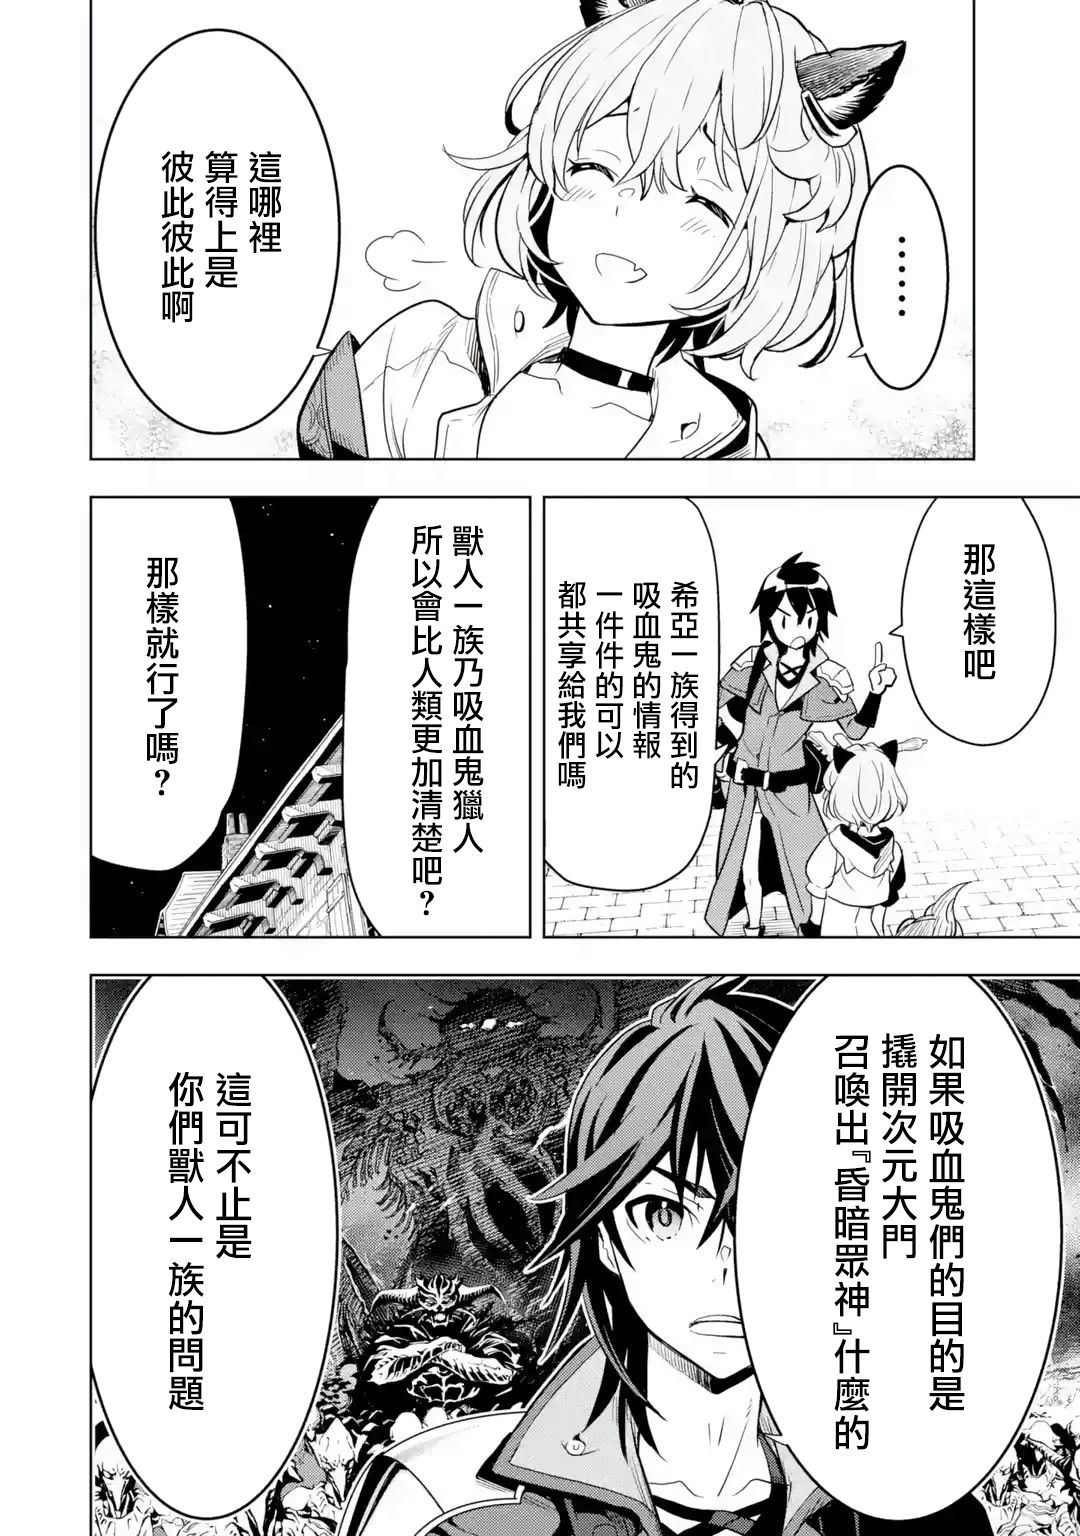 ……
這哪裡
算得上是
彼此彼此啊
那這樣吧
希亞一族得到的
吸血鬼的情報
一件件的可以
都共享給我們嗎
獸人一族乃吸血鬼獵人
所以會比人類更加清楚吧？
那樣就行了嗎？
如果吸血鬼們的目的是
撬開次元大門
召喚出『昏暗眾神』什麼的
這可不止是
你們獸人一族的問題